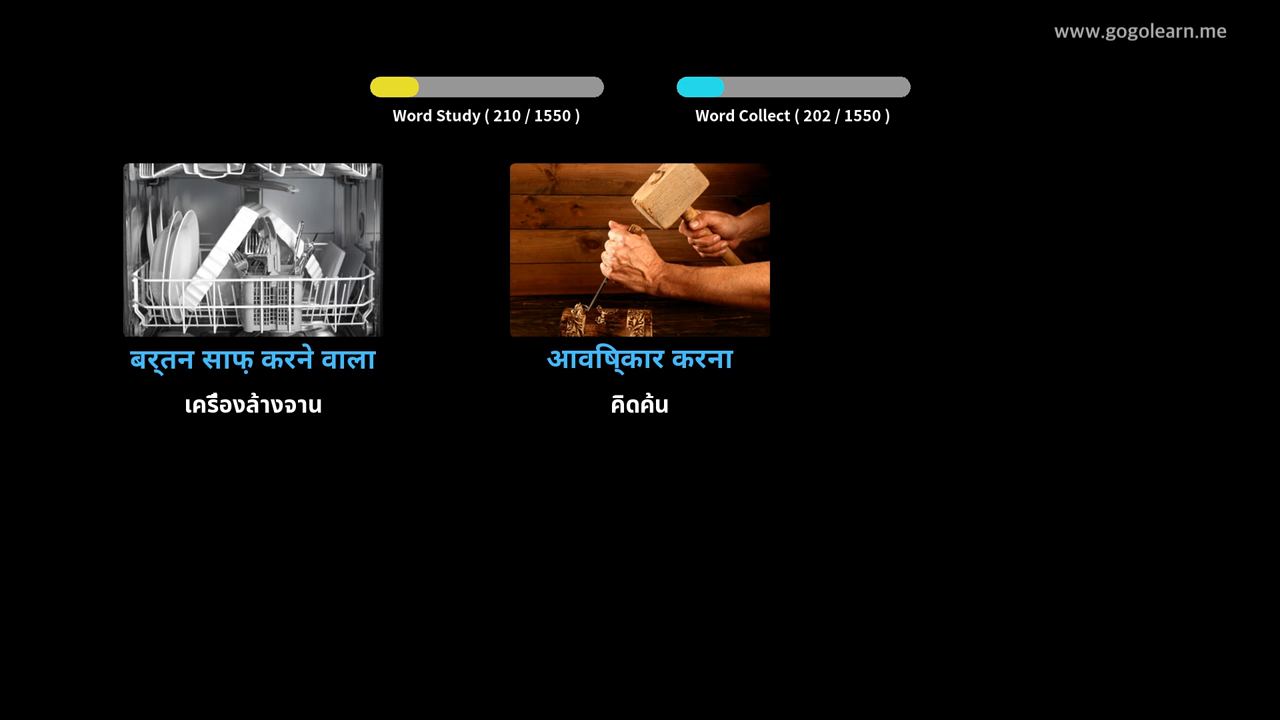 www.gogolearn.me
Word Study ( 210 / 1550 )
Word Collect ( 202 / 1550 )
बर्तन साफ़ करने वाला
เครื่องล้างจาน
आविष्कार करना
คิดค้น